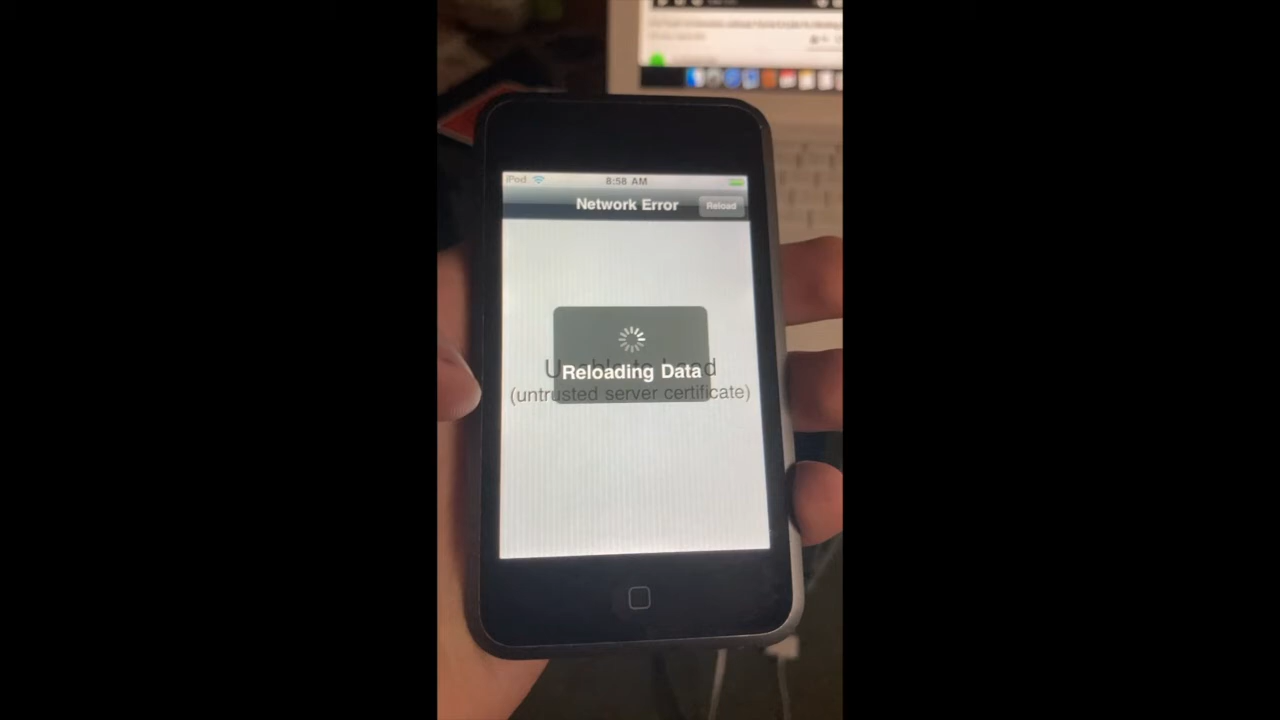 iPod
8:58 AM
Network Error
Reload
Reloading Data
(untrusted server certificate)